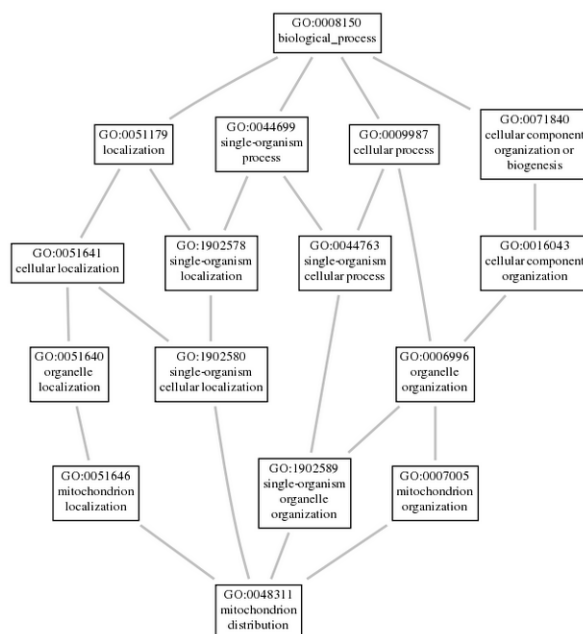 GO:0008150
biological_process
GO:0051179
localization
GO:0044699
single-organism
process
GO:0009987
cellular process
GO:0071840
cellular component
organization or
biogenesis
GO:0051641
cellular localization
GO:1902578
single-organism
localization
GO:0044763
single-organism
cellular process
GO:0016043
cellular component
organization
GO:0051640
organelle
localization
GO:1902580
single-organism
cellular localization
GO:0006996
organelle
organization
GO:0051646
mitochondrion
localization
GO:1902589
single-organism
organelle
organization
GO:0007005
mitochondrion
organization
GO:0048311
mitochondrion
distribution